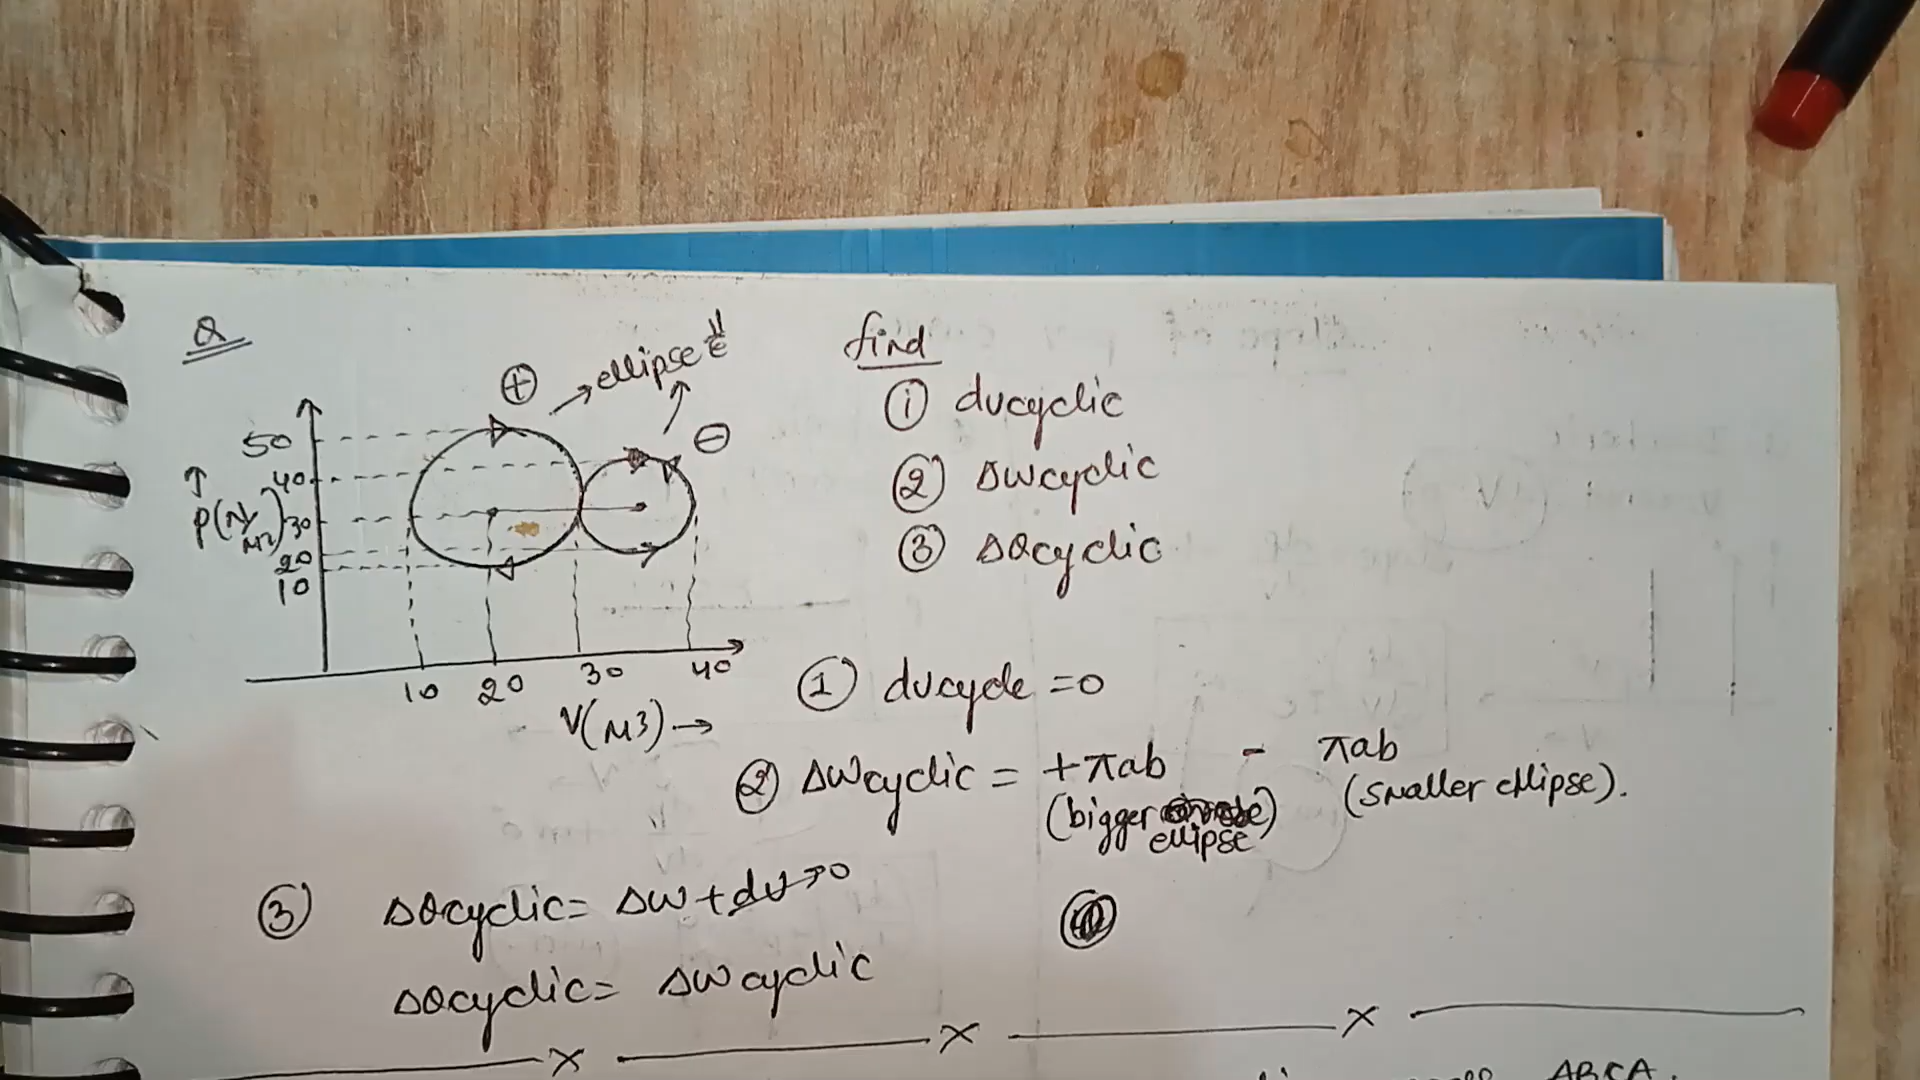 Q
⊕ → ellipse
⊖
50
40
P(N/M2) 30
20
10
10 20 30 40
V(M3) →
find
① ducyclic
② ΔWcyclic
③ ΔQcyclic
① ducycle = 0
② ΔWcyclic = +πab - πab
(bigger ellipse) (smaller ellipse).
③ ΔQcyclic = ΔW + du→0
ΔQcyclic = ΔWcyclic
x x x
ABCA.